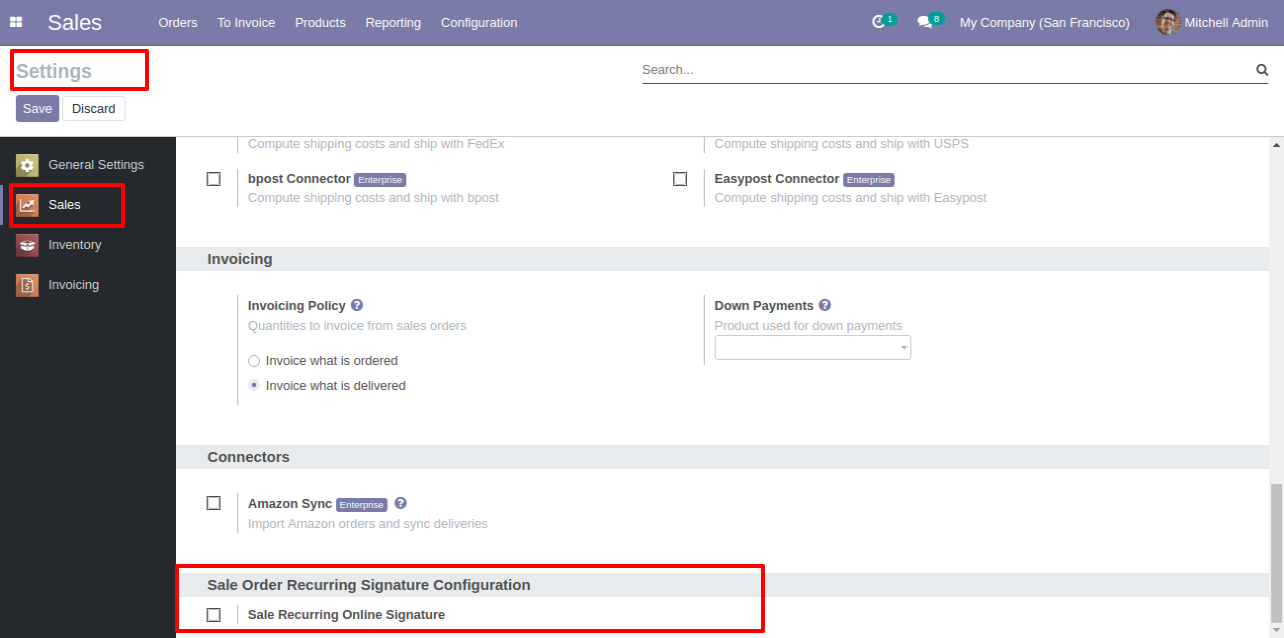 Sales Orders To Invoice Products Reporting Configuration 1 8 My Company (San Francisco) Mitchell Admin
Settings Search...
Save Discard
General Settings
Sales
Inventory
Invoicing
Compute shipping costs and ship with FedEx Compute shipping costs and ship with USPS
bpost Connector Enterprise Easypost Connector Enterprise
Compute shipping costs and ship with bpost Compute shipping costs and ship with Easypost
Invoicing
Invoicing Policy ? Down Payments ?
Quantities to invoice from sales orders Product used for down payments
Invoice what is ordered
Invoice what is delivered
Connectors
Amazon Sync Enterprise ?
Import Amazon orders and sync deliveries
Sale Order Recurring Signature Configuration
Sale Recurring Online Signature